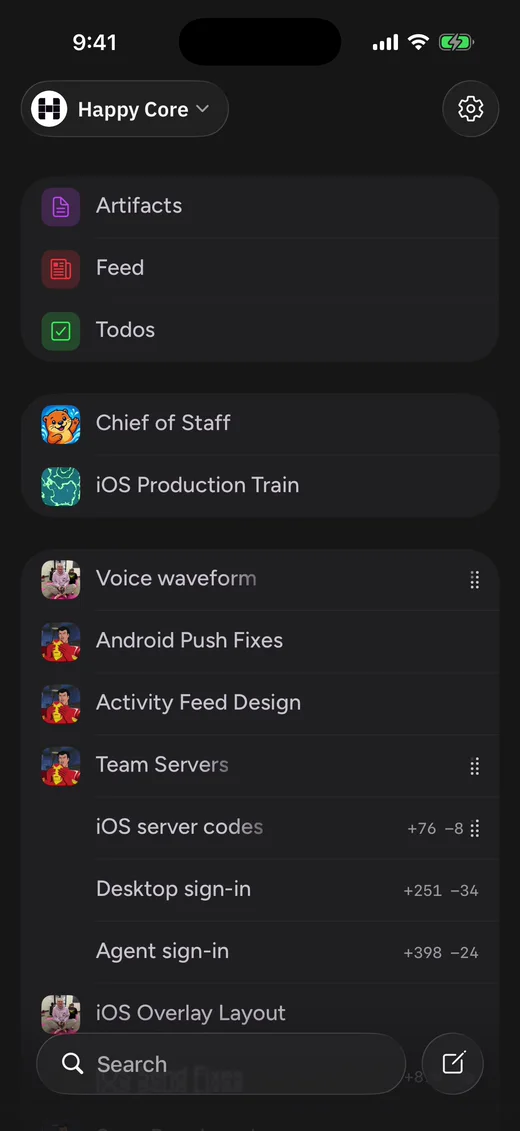 9:41
Happy Core
Artifacts
Feed
Todos
Chief of Staff
iOS Production Train
Voice waveform
Android Push Fixes
Activity Feed Design
Team Servers
iOS server codes +76 −8
Desktop sign-in +251 −34
Agent sign-in +398 −24
iOS Overlay Layout
Search